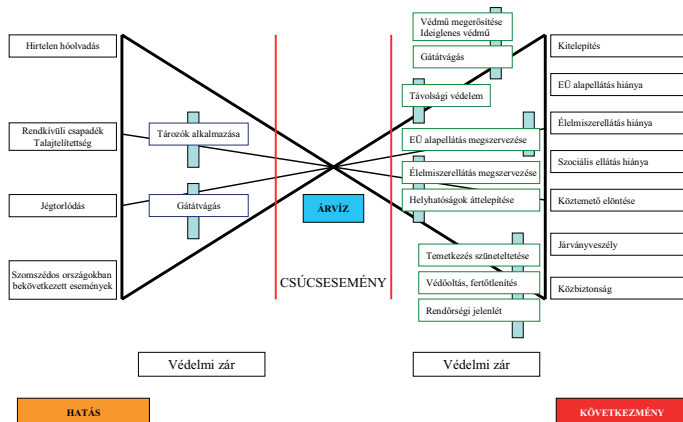 Hirtelen hóolvadás
Rendkívüli csapadék
Talajtelítettség
Jégtorlódás
Szomszédos országokban
bekövetkezett események
Tározók alkalmazása
Gátátvágás
ÁRVÍZ
CSÚCSESEMÉNY
Védmű megerősítése
Ideiglenes védmű
Gátátvágás
Távolsági védelem
EÜ alapellátás megszervezése
Élelmiszerellátás megszervezése
Helyhatóságok áttelepítése
Temetkezés szüneteltetése
Védőoltás, fertőtlenítés
Rendőrségi jelenlét
Kitelepítés
EÜ alapellátás hiánya
Élelmiszerellátás hiánya
Szociális ellátás hiánya
Köztemető elöntése
Járványveszély
Közbiztonság
Védelmi zár
Védelmi zár
HATÁS
KÖVETKEZMÉNY